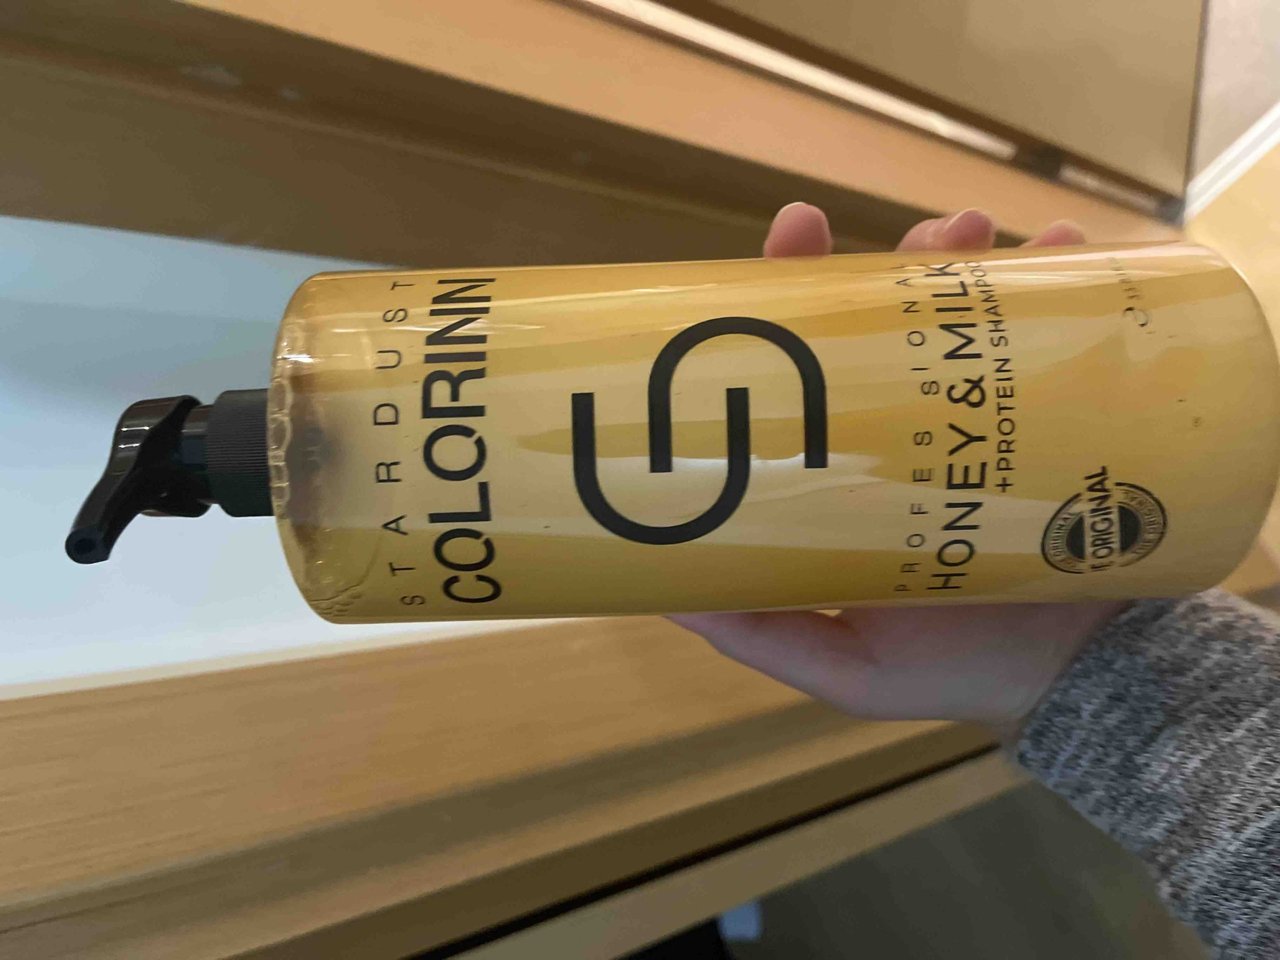 STARDUST
COLORINN
PROFESSIONAL
HONEY & MILK
+PROTEIN SHAMPOO
ORIGINAL